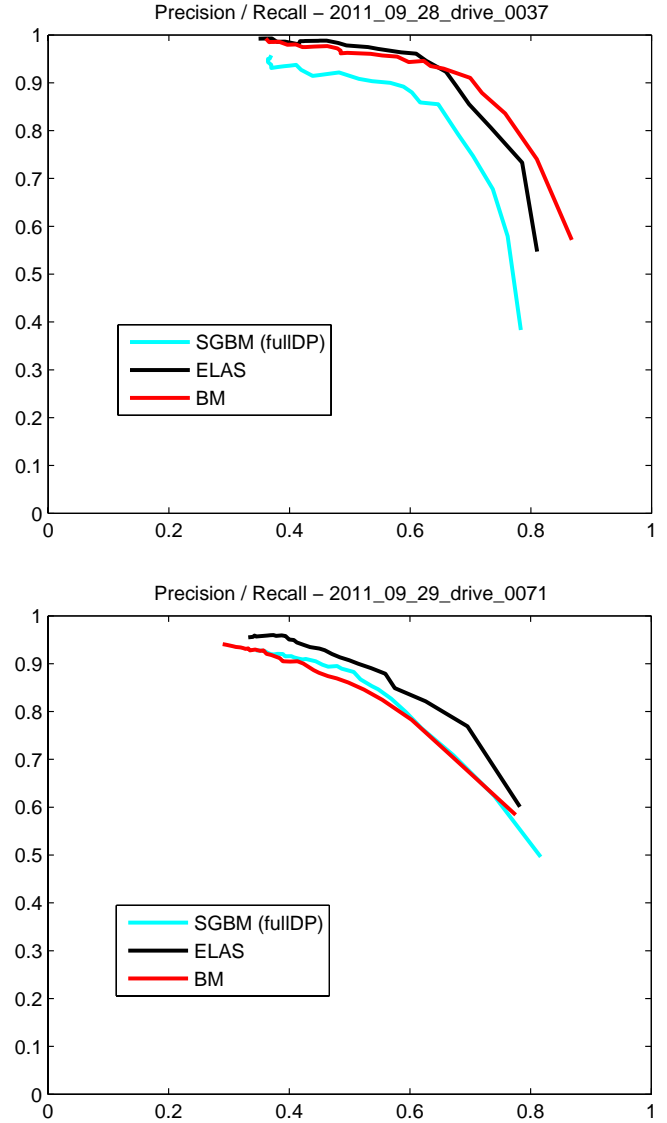 Precision / Recall – 2011_09_28_drive_0037
1
0.9
0.8
0.7
0.6
0.5
0.4
0.3
0.2
0.1
0
SGBM (fullDP)
ELAS
BM
0 0.2 0.4 0.6 0.8 1
Precision / Recall – 2011_09_29_drive_0071
1
0.9
0.8
0.7
0.6
0.5
0.4
0.3
0.2
0.1
0
SGBM (fullDP)
ELAS
BM
0 0.2 0.4 0.6 0.8 1